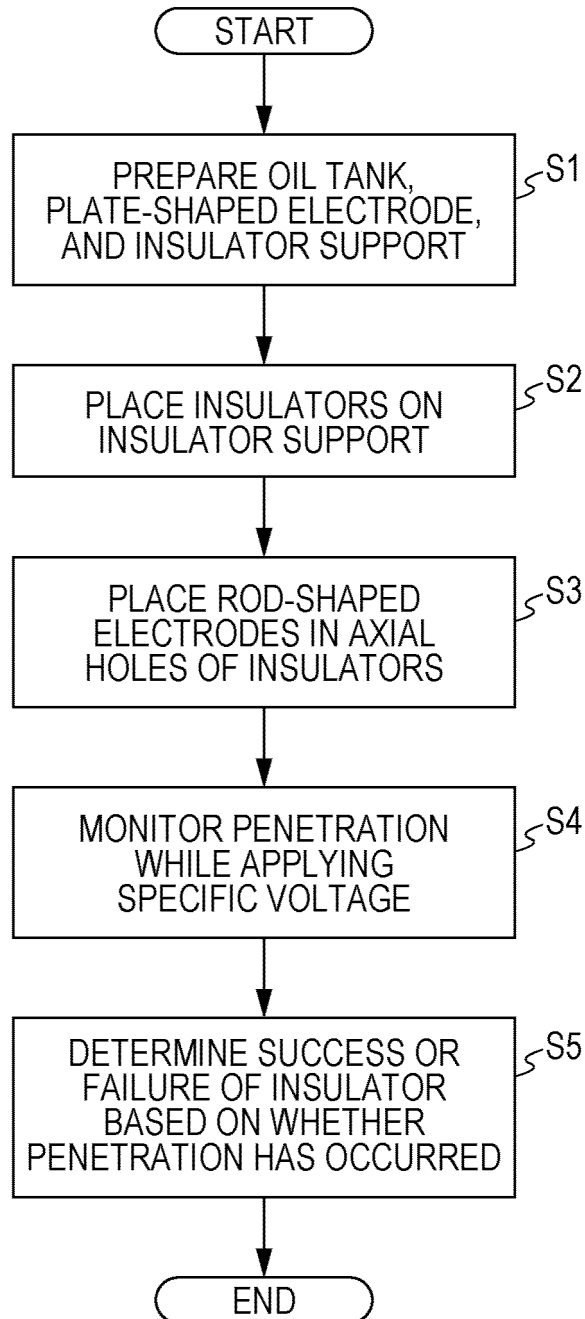 START
PREPARE OIL TANK,
PLATE-SHAPED ELECTRODE,
AND INSULATOR SUPPORT
S1
PLACE INSULATORS ON
INSULATOR SUPPORT
S2
PLACE ROD-SHAPED
ELECTRODES IN AXIAL
HOLES OF INSULATORS
S3
MONITOR PENETRATION
WHILE APPLYING
SPECIFIC VOLTAGE
S4
DETERMINE SUCCESS OR
FAILURE OF INSULATOR
BASED ON WHETHER
PENETRATION HAS OCCURRED
S5
END